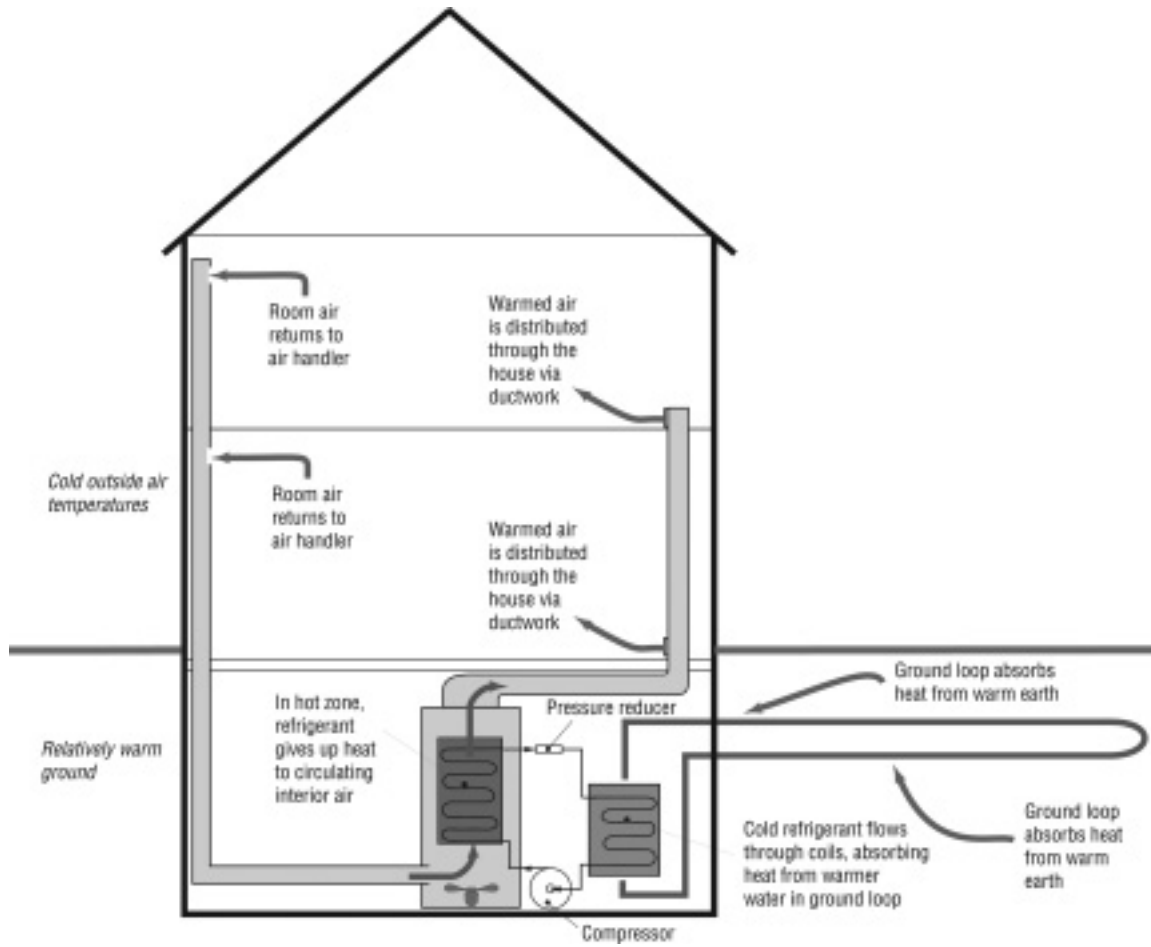 Room air
returns to
air handler
Warmed air
is distributed
through the
house via
ductwork
Cold outside air
temperatures
Room air
returns to
air handler
Warmed air
is distributed
through the
house via
ductwork
Ground loop absorbs
heat from warm earth
In hot zone,
refrigerant
gives up heat
to circulating
interior air
Pressure reducer
Relatively warm
ground
Cold refrigerant flows
through coils, absorbing
heat from warmer
water in ground loop
Ground loop
absorbs heat
from warm
earth
Compressor